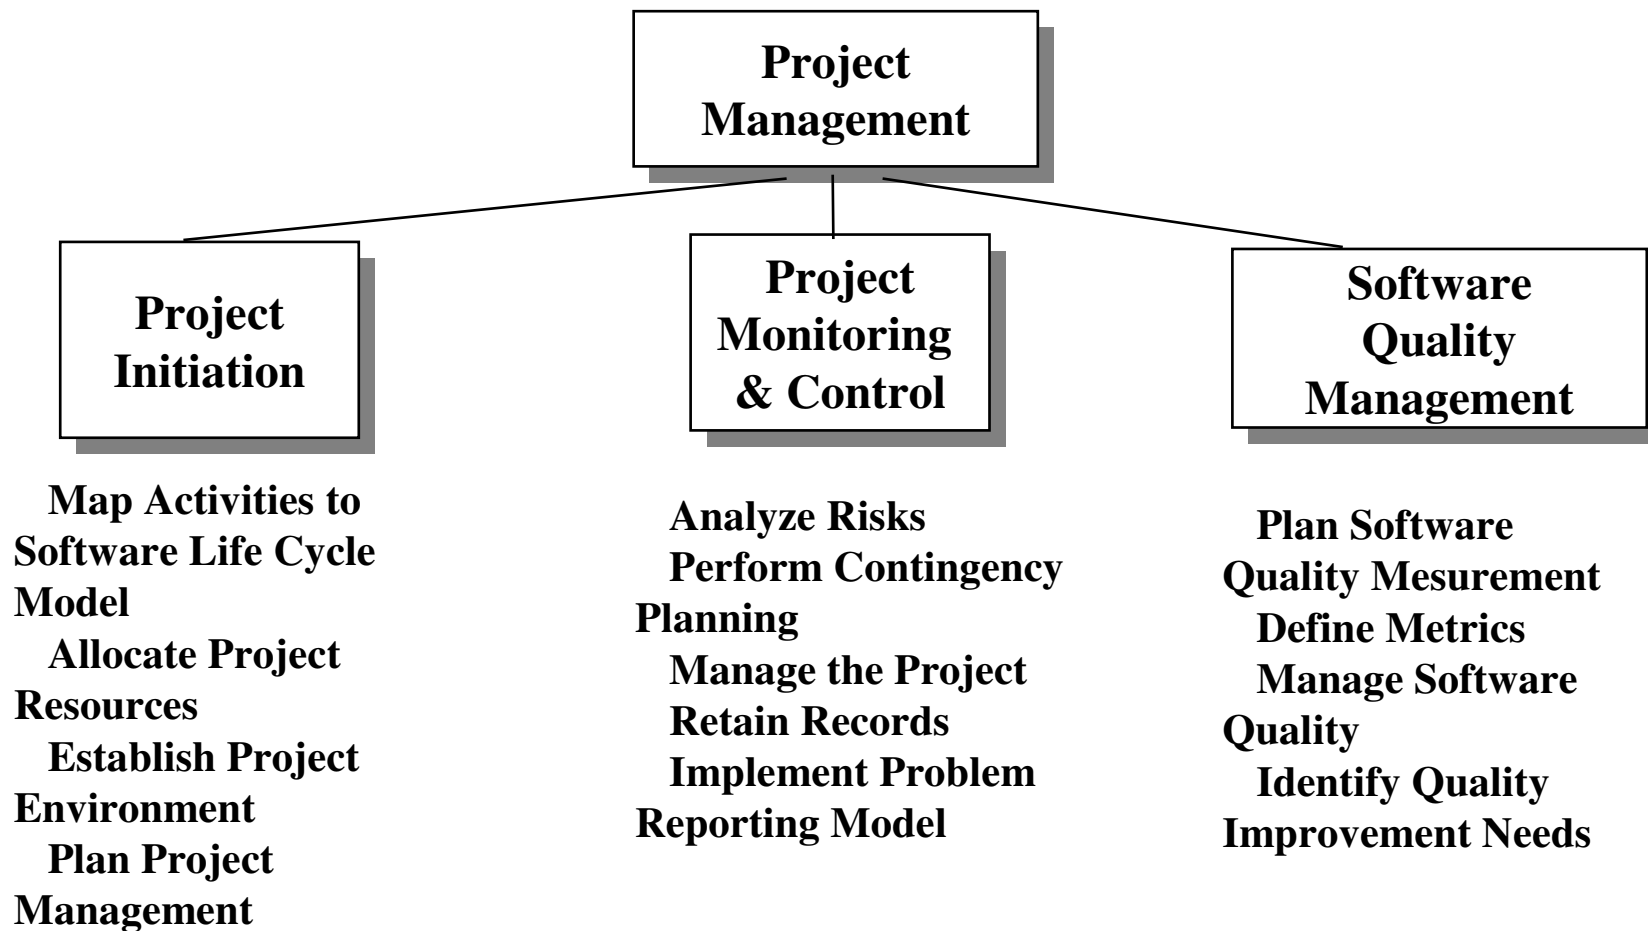 Project
Management
Project
Initiation
Project
Monitoring
& Control
Software
Quality
Management
Map Activities to
Software Life Cycle
Model
Allocate Project
Resources
Establish Project
Environment
Plan Project
Management
Analyze Risks
Perform Contingency
Planning
Manage the Project
Retain Records
Implement Problem
Reporting Model
Plan Software
Quality Mesurement
Define Metrics
Manage Software
Quality
Identify Quality
Improvement Needs